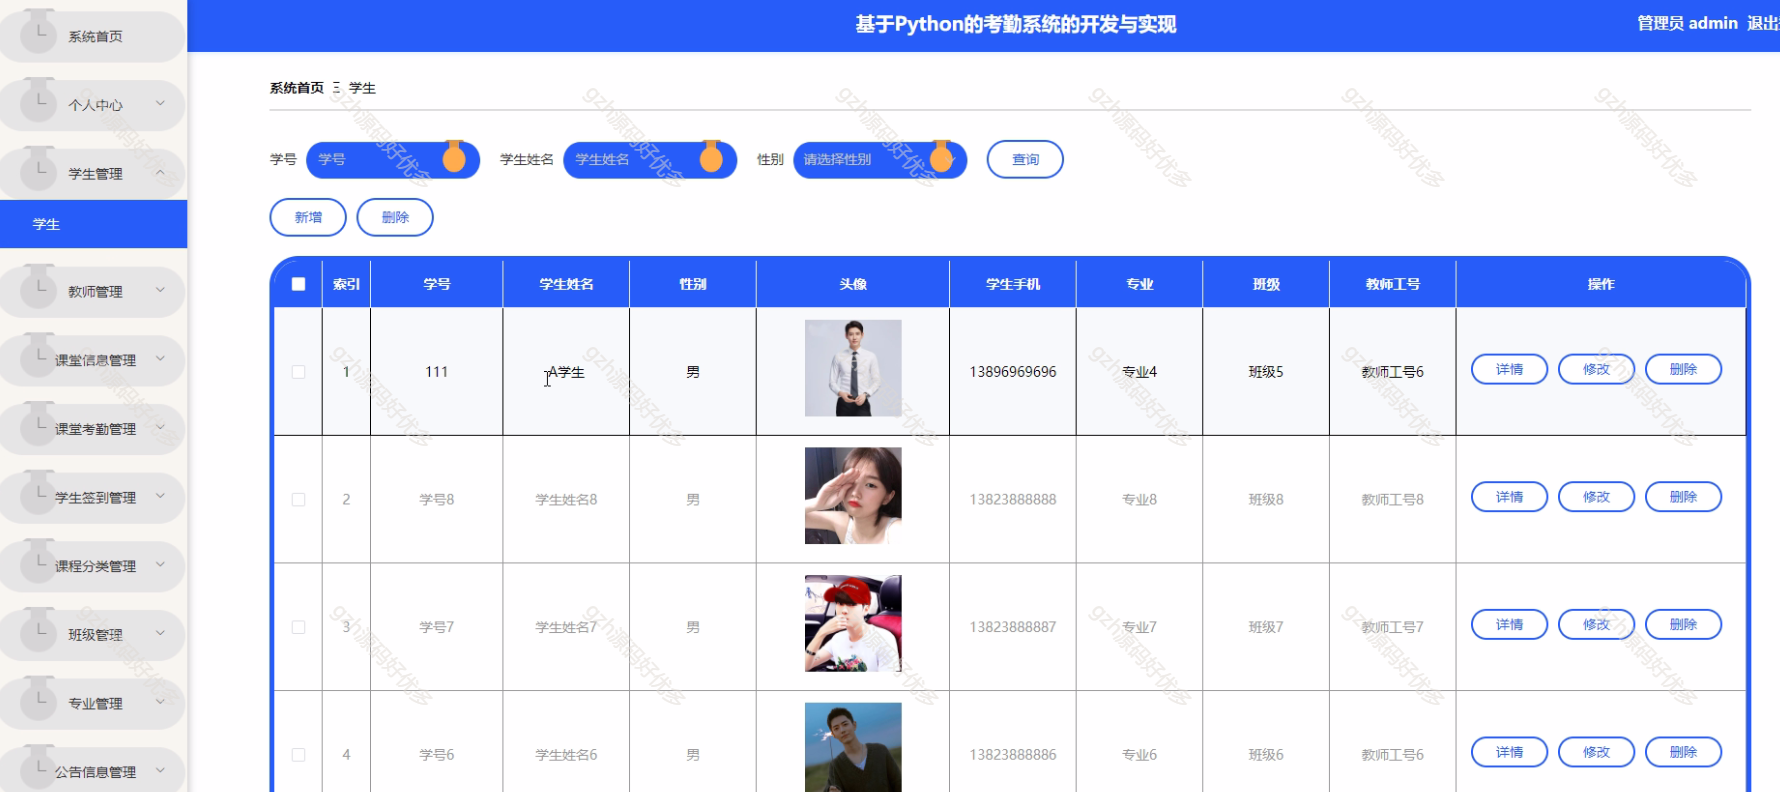 基于Python的考勤系统的开发与实现
管理员 admin 退出
系统首页
个人中心
学生管理
学生
教师管理
课堂信息管理
课堂考勤管理
学生签到管理
课程分类管理
班级管理
专业管理
公告信息管理
系统首页 Ξ 学生
学号 学号 学生姓名 学生姓名 性别 请选择性别 查询
新增 删除
索引 学号 学生姓名 性别 头像 学生手机 专业 班级 教师工号 操作
1 111 A学生 男 13896969696 专业4 班级5 教师工号6 详情 修改 删除
2 学号8 学生姓名8 男 13823888888 专业8 班级8 教师工号8 详情 修改 删除
3 学号7 学生姓名7 男 13823888887 专业7 班级7 教师工号7 详情 修改 删除
4 学号6 学生姓名6 男 13823888886 专业6 班级6 教师工号6 详情 修改 删除
gzh源码好优多